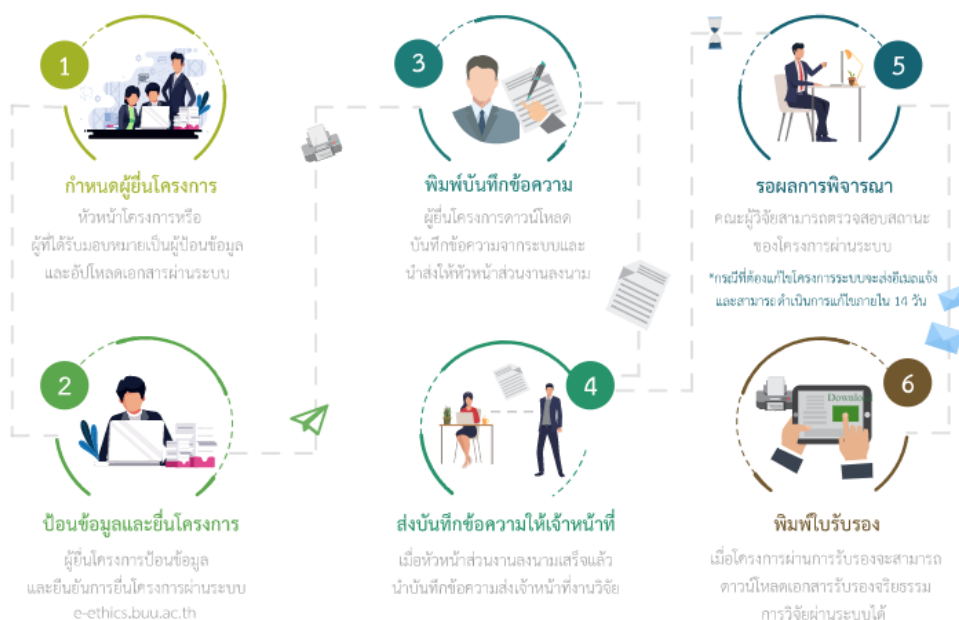 1
กำหนดผู้ยื่นโครงการ
หัวหน้าโครงการหรือ
ผู้ที่ได้รับมอบหมายเป็นผู้ป้อนข้อมูล
และอัปโหลดเอกสารผ่านระบบ
2
ป้อนข้อมูลและยื่นโครงการ
ผู้ยื่นโครงการป้อนข้อมูล
และยืนยันการยื่นโครงการผ่านระบบ
e-ethics.buu.ac.th
3
พิมพ์บันทึกข้อความ
ผู้ยื่นโครงการดาวน์โหลด
บันทึกข้อความจากระบบและ
นำส่งให้หัวหน้าส่วนงานลงนาม
4
ส่งบันทึกข้อความให้เจ้าหน้าที่
เมื่อหัวหน้าส่วนงานลงนามเสร็จแล้ว
นำบันทึกข้อความส่งเจ้าหน้าที่งานวิจัย
5
รอผลการพิจารณา
คณะผู้วิจัยสามารถตรวจสอบสถานะ
ของโครงการผ่านระบบ
*กรณีที่ต้องแก้ไขโครงการระบบจะส่งอีเมลแจ้ง
และสามารถดำเนินการแก้ไขภายใน 14 วัน
6
Downlo
พิมพ์ใบรับรอง
เมื่อโครงการผ่านการรับรองจะสามารถ
ดาวน์โหลดเอกสารรับรองจริยธรรม
การวิจัยผ่านระบบได้